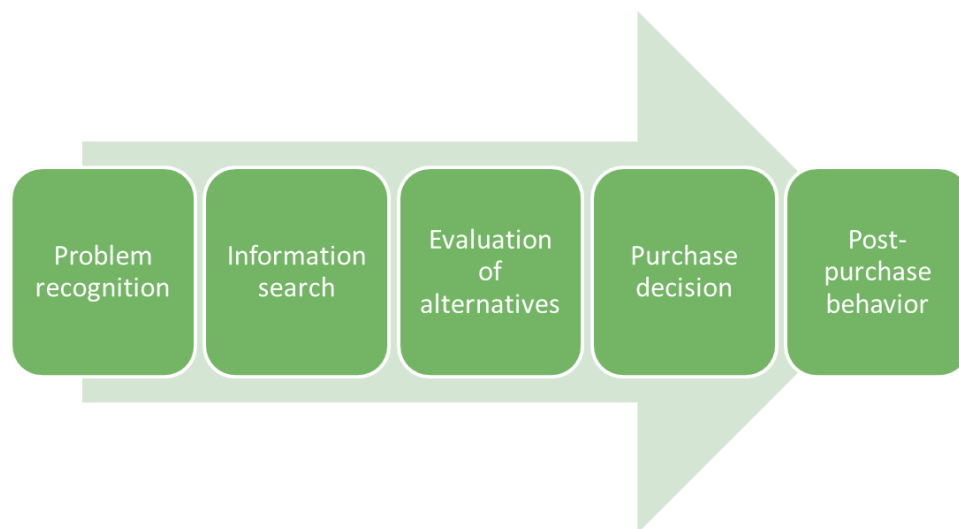 Problem
recognition
Information
search
Evaluation
of
alternatives
Purchase
decision
Post-
purchase
behavior